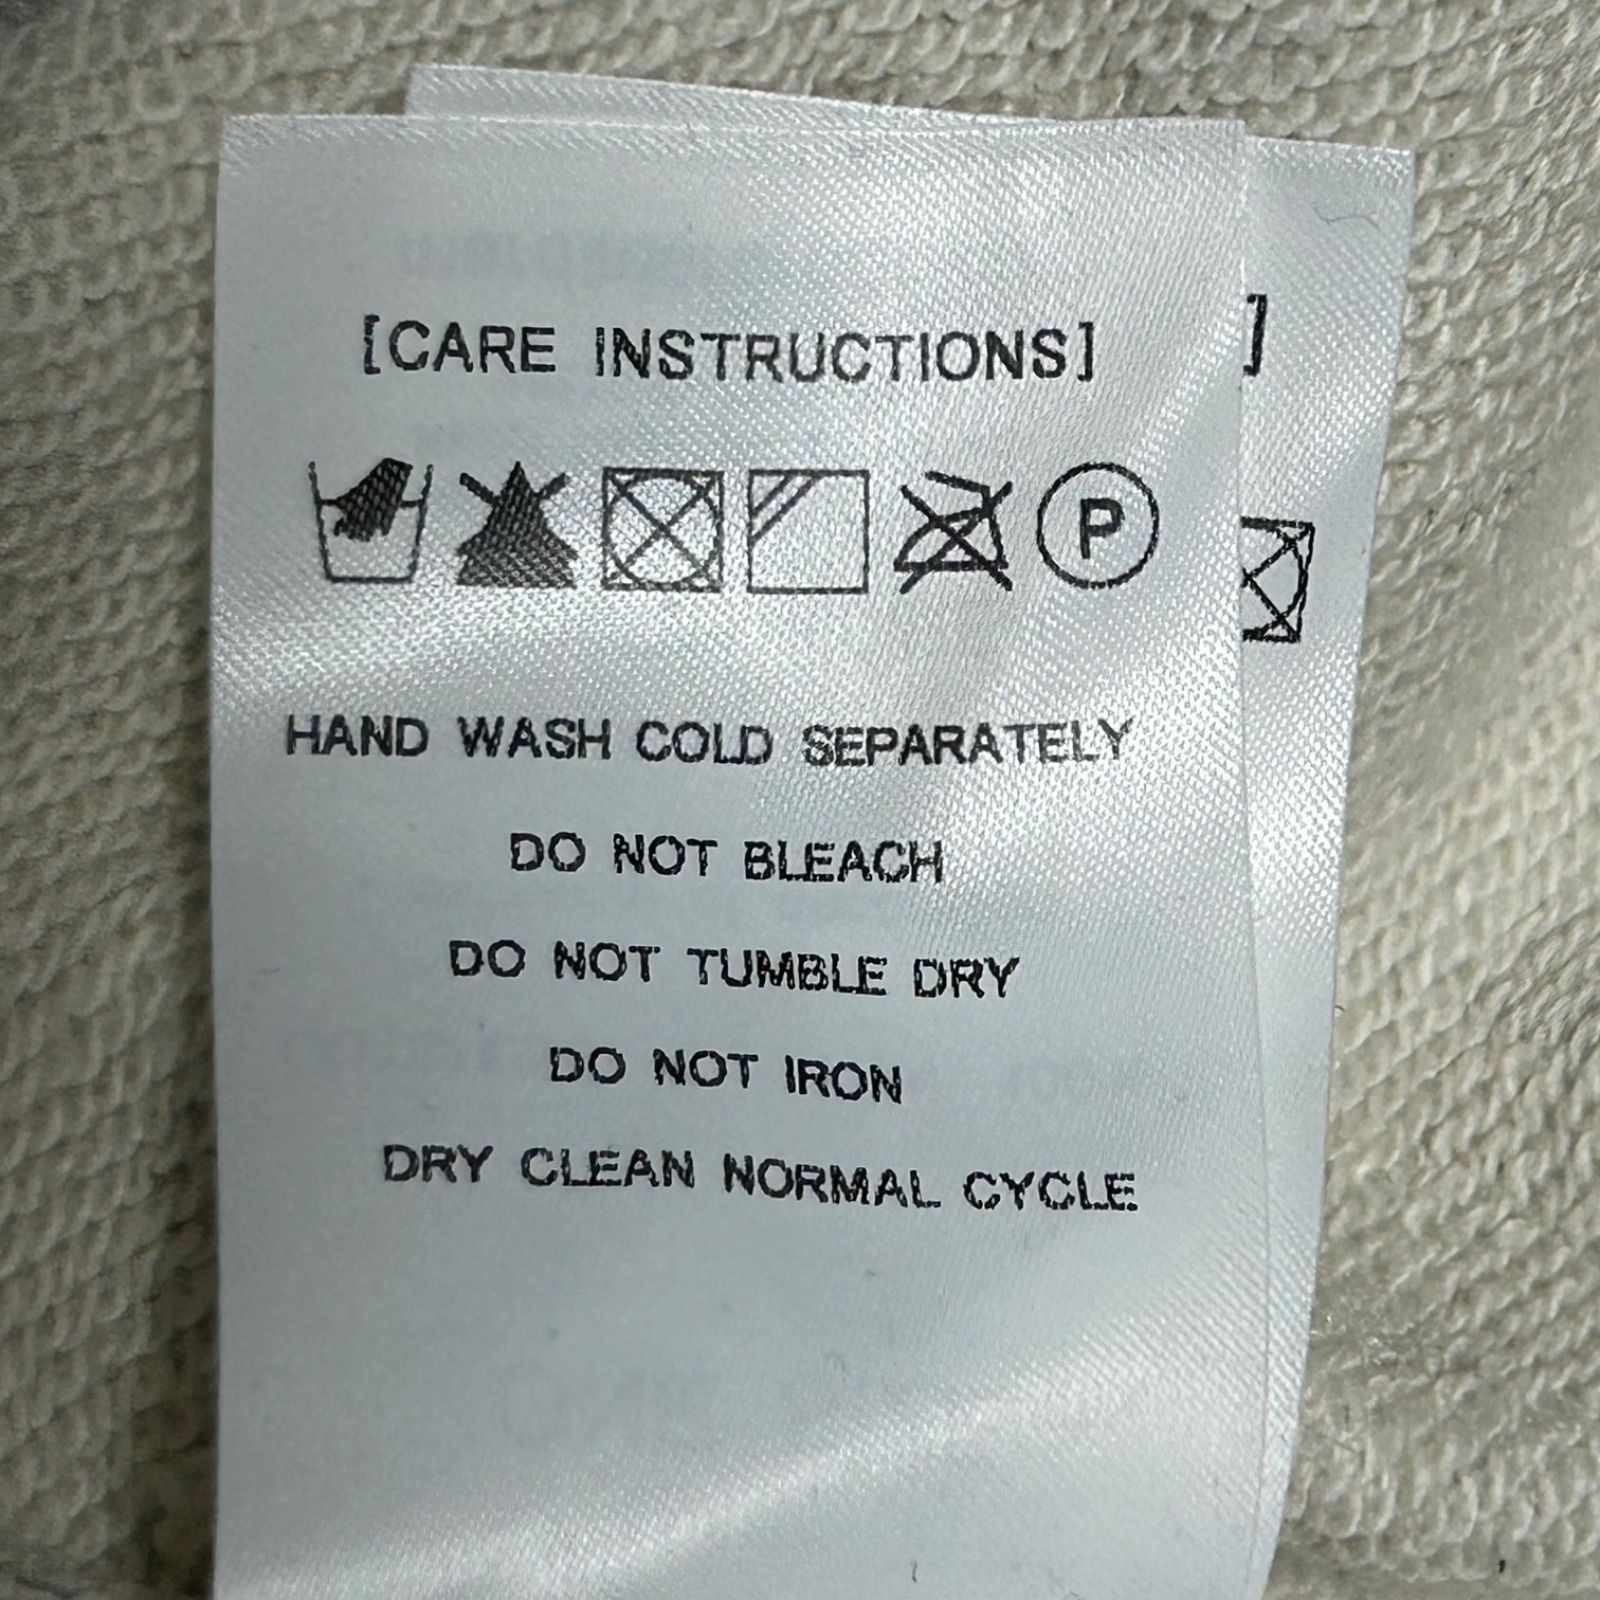 [CARE INSTRUCTIONS]
]
P
HAND WASH COLD SEPARATELY
DO NOT BLEACH
DO NOT TUMBLE DRY
DO NOT IRON
DRY CLEAN NORMAL CYCLE